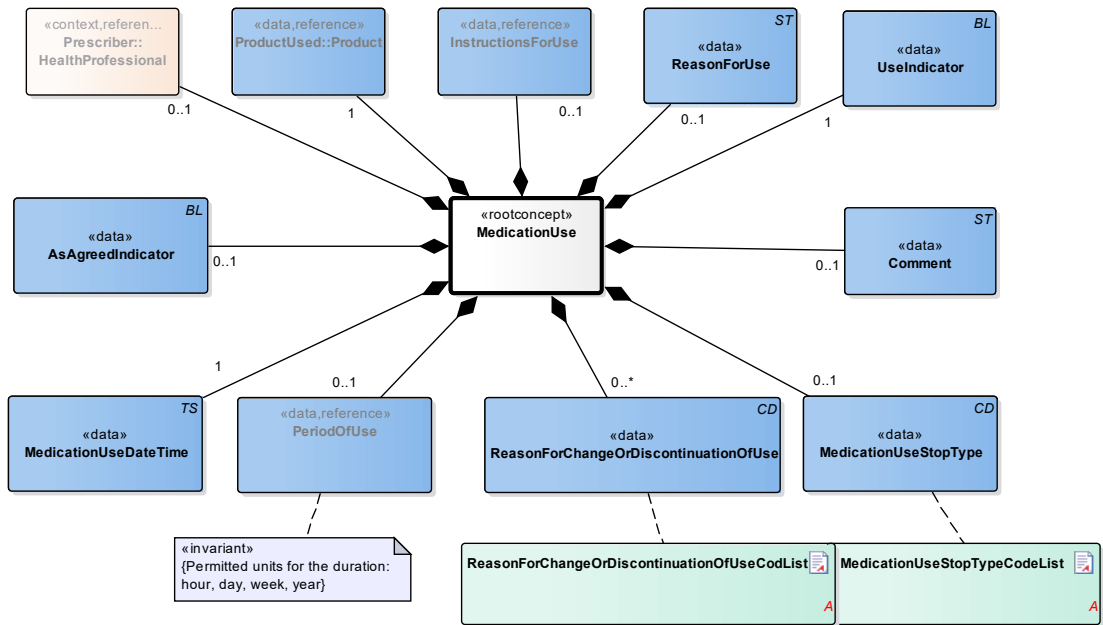 «context,referen...
Prescriber::
HealthProfessional
«data,reference»
ProductUsed::Product
«data,reference»
InstructionsForUse
ST
«data»
ReasonForUse
BL
«data»
UseIndicator
0..1
1
0..1
0..1
1
«rootconcept»
MedicationUse
BL
«data»
AsAgreedIndicator
0..1
ST
«data»
Comment
0..1
1
0..1
0..*
0..1
TS
«data»
MedicationUseDateTime
«data,reference»
PeriodOfUse
CD
«data»
ReasonForChangeOrDiscontinuationOfUse
CD
«data»
MedicationUseStopType
«invariant»
{Permitted units for the duration:
hour, day, week, year}
ReasonForChangeOrDiscontinuationOfUseCodList
A
MedicationUseStopTypeCodeList
A